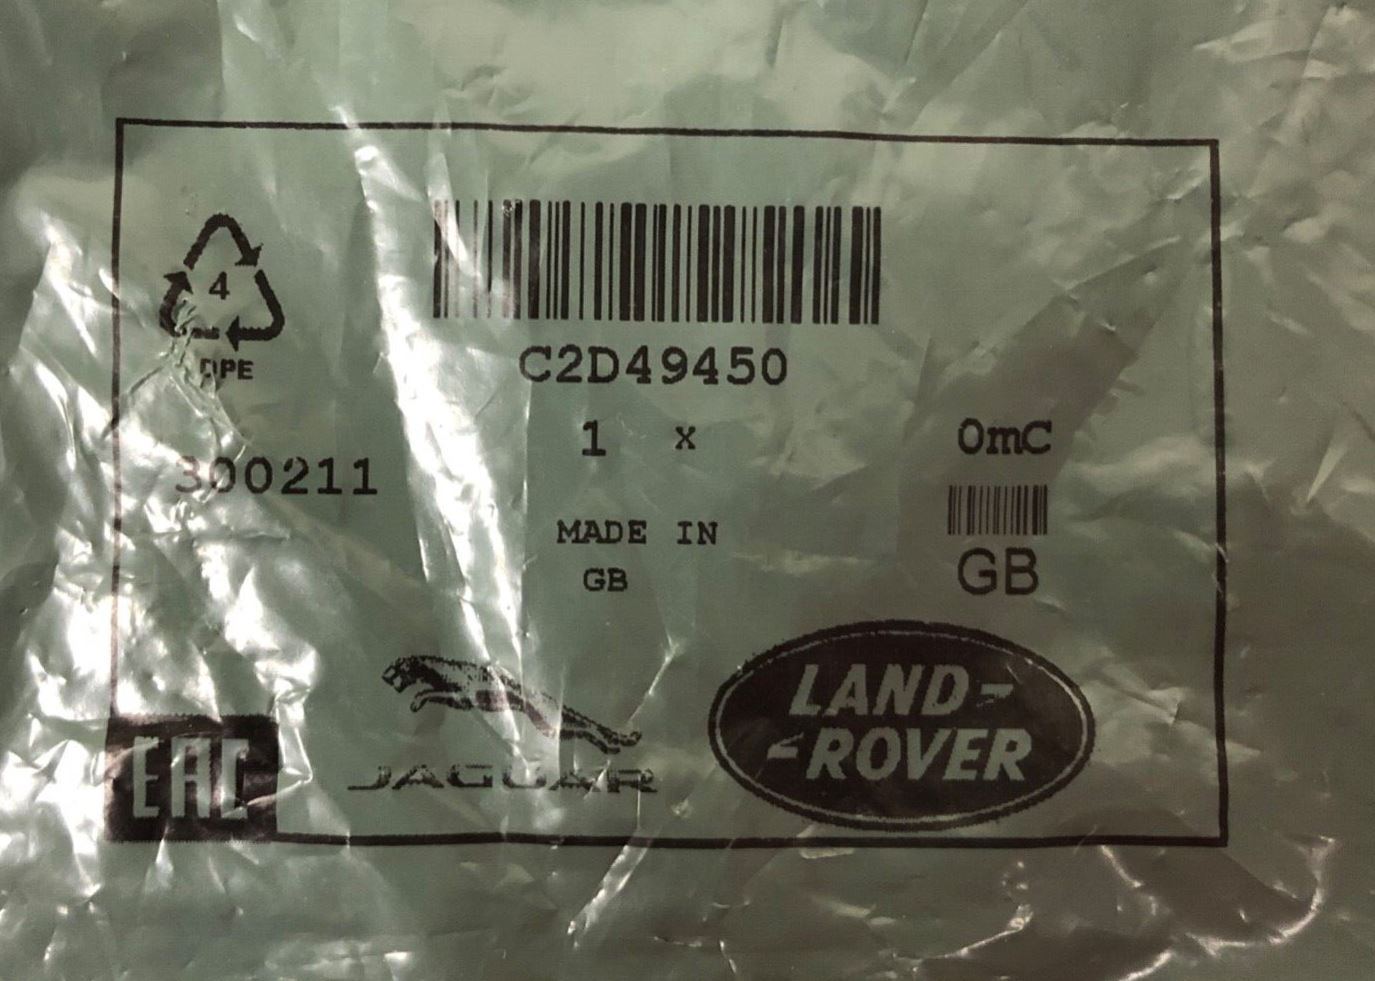 4
DPE
C2D49450
1 x
0mC
300211
MADE IN
GB
GB
JAGUAR
LAND-
-ROVER
EAC